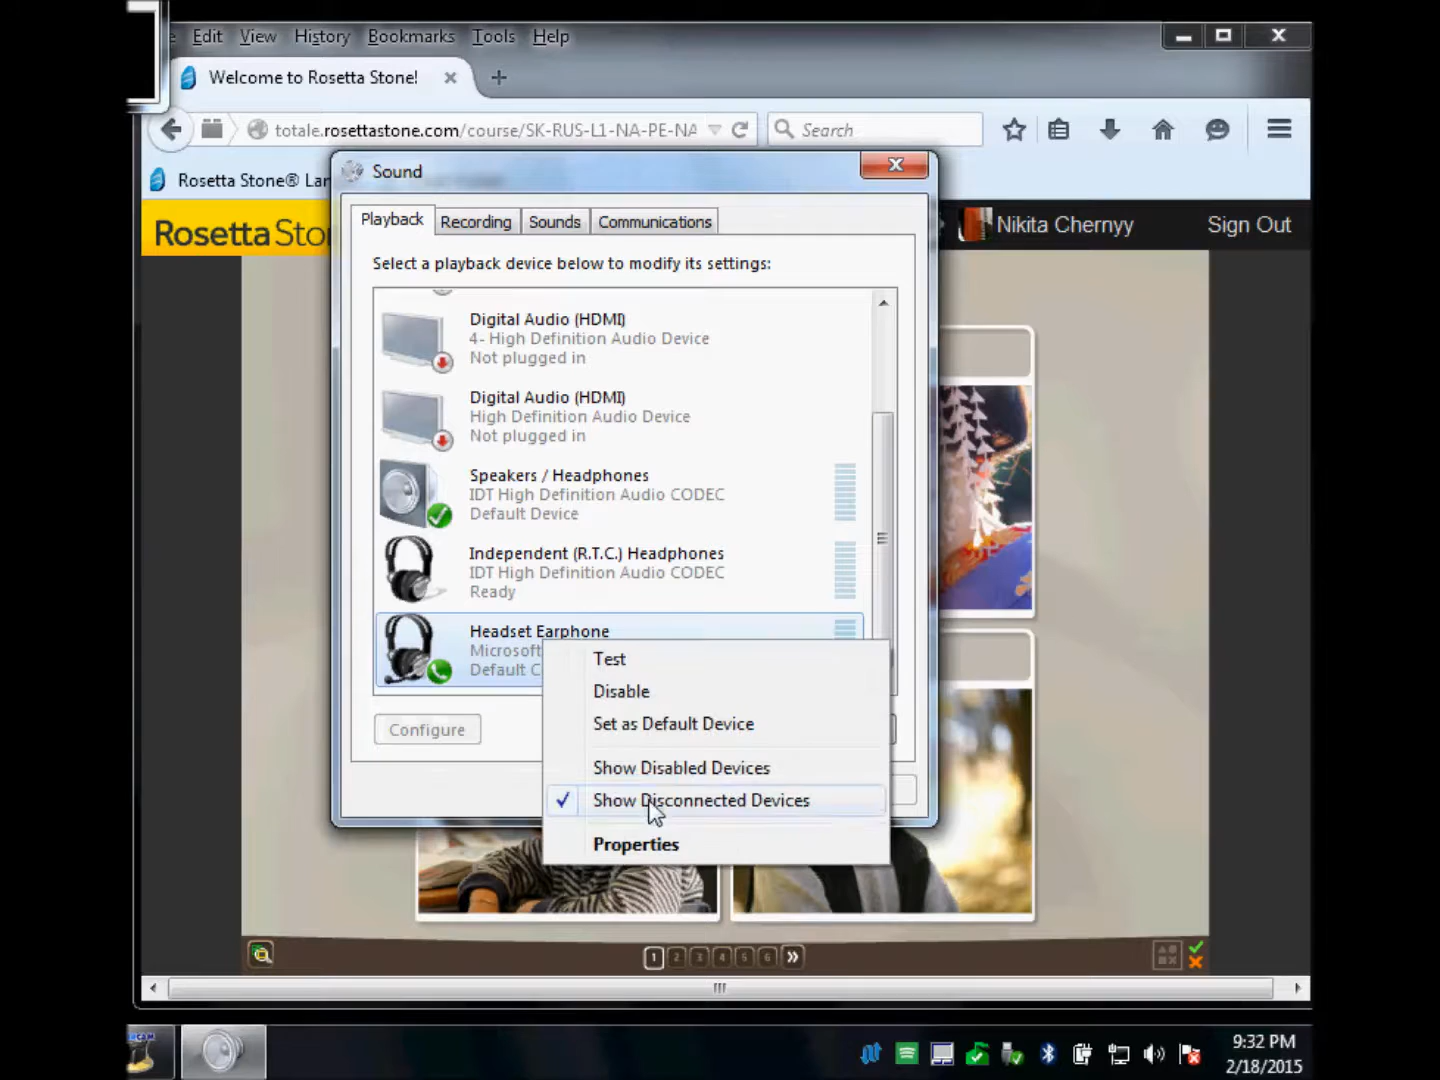 Edit View History Bookmarks Tools Help
Welcome to Rosetta Stone!
totale.rosettastone.com/course/SK-RUS-L1-NA-PE-NA
Search
Rosetta Stone® Lar
Sound
Rosetta Sto
Nikita Chernyy
Sign Out
Playback Recording Sounds Communications
Select a playback device below to modify its settings:
Digital Audio (HDMI)
4- High Definition Audio Device
Not plugged in
Digital Audio (HDMI)
High Definition Audio Device
Not plugged in
Speakers / Headphones
IDT High Definition Audio CODEC
Default Device
Independent (R.T.C.) Headphones
IDT High Definition Audio CODEC
Ready
Headset Earphone
Microsoft
Default C
Test
Disable
Set as Default Device
Show Disabled Devices
Show Disconnected Devices
Properties
Configure
1 2 3 4 5 6 »
9:32 PM
2/18/2015